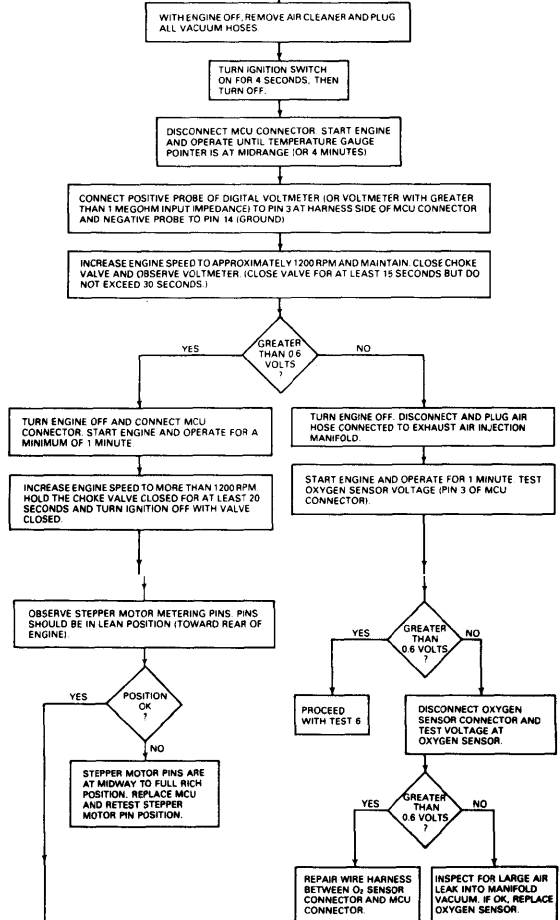 WITH ENGINE OFF, REMOVE AIR CLEANER AND PLUG
ALL VACUUM HOSES.
TURN IGNITION SWITCH
ON FOR 4 SECONDS, THEN
TURN OFF.
DISCONNECT MCU CONNECTOR. START ENGINE
AND OPERATE UNTIL TEMPERATURE GAUGE
POINTER IS AT MIDRANGE (OR 4 MINUTES)
CONNECT POSITIVE PROBE OF DIGITAL VOLTMETER (OR VOLTMETER WITH GREATER
THAN 1 MEGOHM INPUT IMPEDANCE) TO PIN 3 AT HARNESS SIDE OF MCU CONNECTOR
AND NEGATIVE PROBE TO PIN 14 (GROUND)
INCREASE ENGINE SPEED TO APPROXIMATELY 1200 RPM AND MAINTAIN. CLOSE CHOKE
VALVE AND OBSERVE VOLTMETER. (CLOSE VALVE FOR AT LEAST 15 SECONDS BUT DO
NOT EXCEED 30 SECONDS.)
YES
GREATER
THAN 0.6
VOLTS
?
NO
TURN ENGINE OFF AND CONNECT MCU
CONNECTOR. START ENGINE AND OPERATE FOR A
MINIMUM OF 1 MINUTE
INCREASE ENGINE SPEED TO MORE THAN 1200 RPM.
HOLD THE CHOKE VALVE CLOSED FOR AT LEAST 20
SECONDS AND TURN IGNITION OFF WITH VALVE
CLOSED.
OBSERVE STEPPER MOTOR METERING PINS. PINS
SHOULD BE IN LEAN POSITION (TOWARD REAR OF
ENGINE).
YES
POSITION
OK
?
NO
STEPPER MOTOR PINS ARE
AT MIDWAY TO FULL RICH
POSITION. REPLACE MCU
AND RETEST STEPPER
MOTOR PIN POSITION.
TURN ENGINE OFF. DISCONNECT AND PLUG AIR
HOSE CONNECTED TO EXHAUST AIR INJECTION
MANIFOLD.
START ENGINE AND OPERATE FOR 1 MINUTE. TEST
OXYGEN SENSOR VOLTAGE (PIN 3 OF MCU
CONNECTOR).
YES
GREATER
THAN
0.6 VOLTS
?
NO
PROCEED
WITH TEST 6
DISCONNECT OXYGEN
SENSOR CONNECTOR AND
TEST VOLTAGE AT
OXYGEN SENSOR.
YES
GREATER
THAN
0.6 VOLTS
?
NO
REPAIR WIRE HARNESS
BETWEEN O₂ SENSOR
CONNECTOR AND MCU
CONNECTOR.
INSPECT FOR LARGE AIR
LEAK INTO MANIFOLD
VACUUM. IF OK, REPLACE
OXYGEN SENSOR.